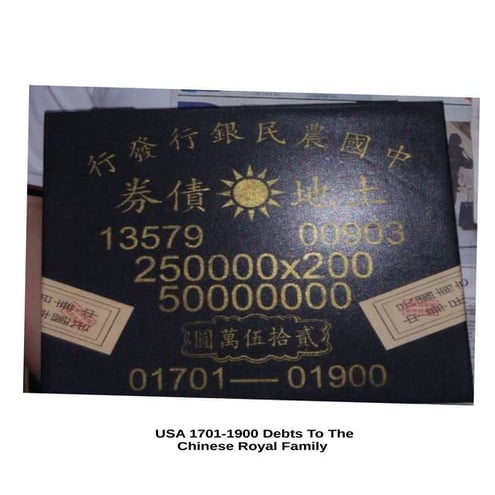 中國農民銀行發行
土地債券
13579 00903
250000x200
50000000
貳拾伍萬圓
01701—01900
USA 1701-1900 Debts To The
Chinese Royal Family